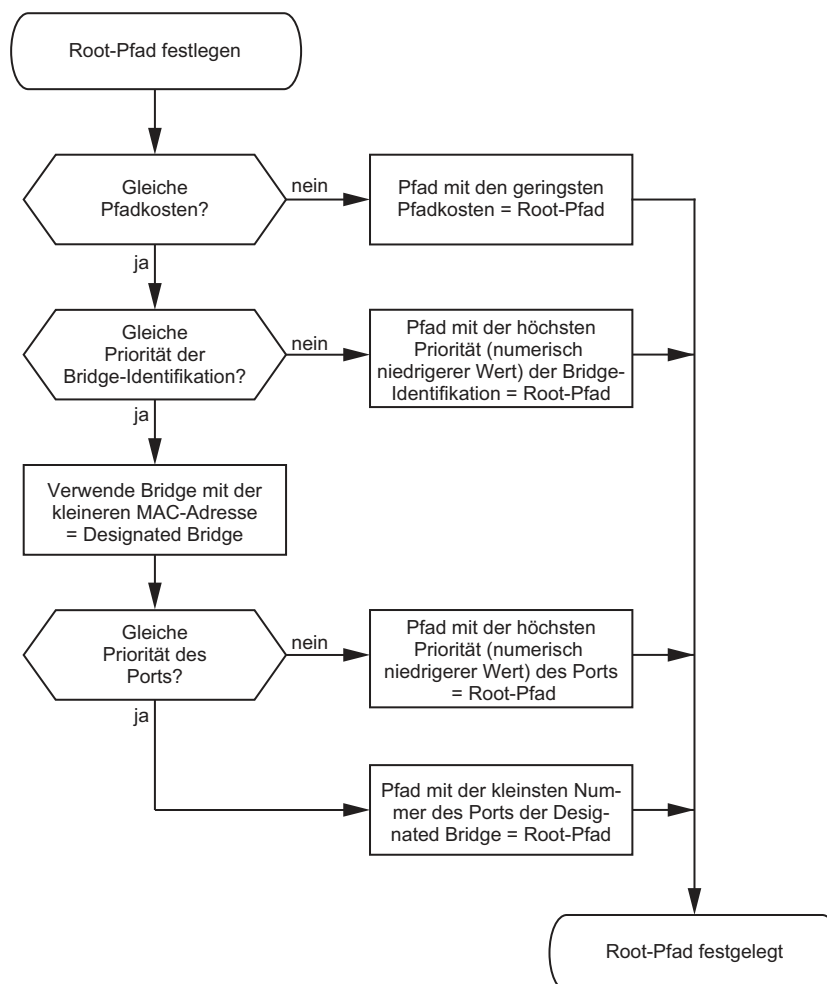 Root-Pfad festlegen
Gleiche
Pfadkosten?
nein
Pfad mit den geringsten
Pfadkosten = Root-Pfad
ja
Gleiche
Priorität der
Bridge-Identifikation?
nein
Pfad mit der höchsten
Priorität (numerisch
niedrigerer Wert) der Bridge-
Identifikation = Root-Pfad
ja
Verwende Bridge mit der
kleineren MAC-Adresse
= Designated Bridge
Gleiche
Priorität des
Ports?
nein
Pfad mit der höchsten
Priorität (numerisch
niedrigerer Wert) des Ports
= Root-Pfad
ja
Pfad mit der kleinsten Num-
mer des Ports der Desig-
nated Bridge = Root-Pfad
Root-Pfad festgelegt